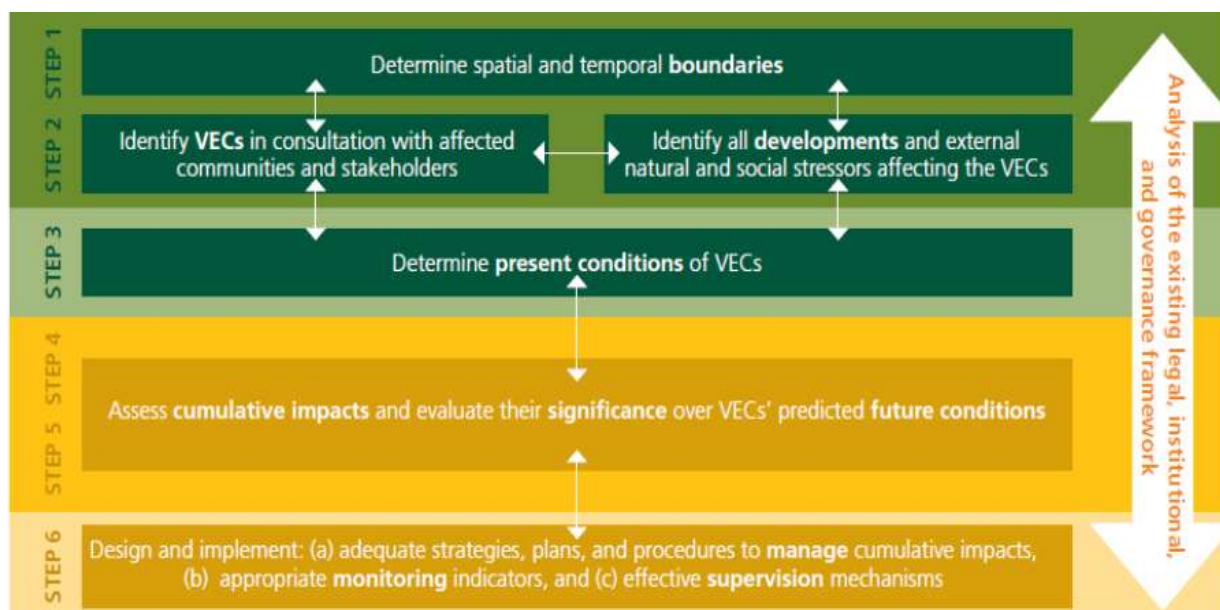 STEP 1
Determine spatial and temporal boundaries
STEP 2
Identify VECs in consultation with affected
communities and stakeholders
Identify all developments and external
natural and social stressors affecting the VECs
STEP 3
Determine present conditions of VECs
STEP 4
STEP 5
Assess cumulative impacts and evaluate their significance over VECs’ predicted future conditions
STEP 6
Design and implement: (a) adequate strategies, plans, and procedures to manage cumulative impacts,
(b) appropriate monitoring indicators, and (c) effective supervision mechanisms
Analysis of the existing legal, institutional,
and governance framework